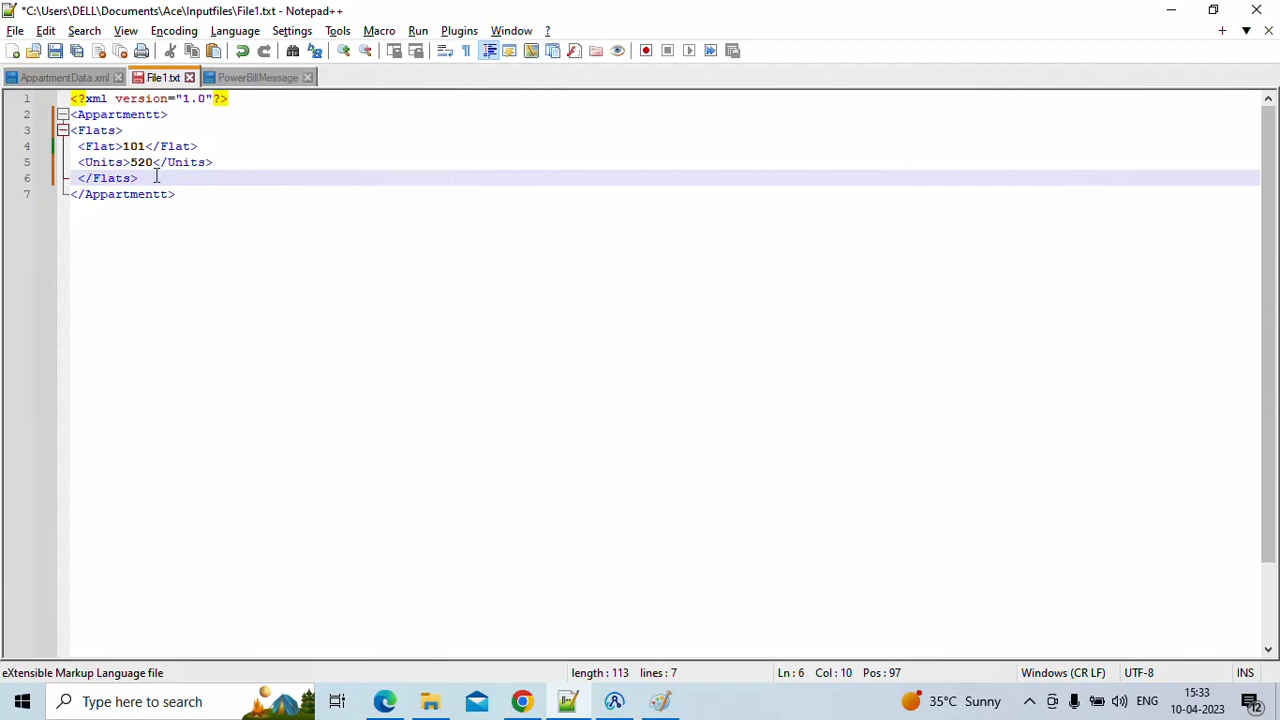 *C:\Users\DELL\Documents\Ace\Inputfiles\File1.txt - Notepad++
File Edit Search View Encoding Language Settings Tools Macro Run Plugins Window ?
AppartmentData.xml File1.txt PowerBillMessage
1 <?xml version="1.0"?>
2 <Appartmentt>
3 <Flats>
4 <Flat>101</Flat>
5 <Units>520</Units>
6 </Flats>
7 </Appartmentt>
eXtensible Markup Language file length : 113 lines : 7 Ln : 6 Col : 10 Pos : 97 Windows (CR LF) UTF-8 INS
Type here to search 35°C Sunny ENG 15:33
10-04-2023 12